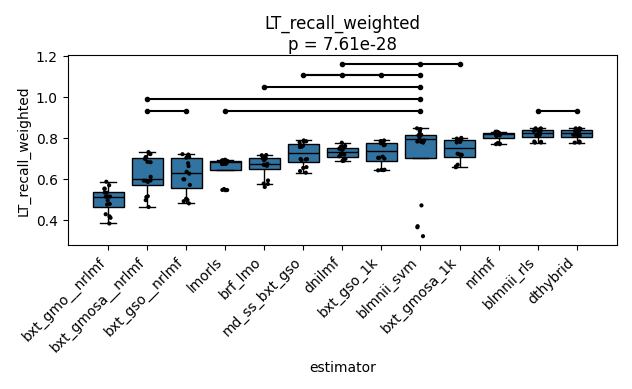 LT_recall_weighted
p = 7.61e-28
LT_recall_weighted
1.2
1.0
0.8
0.6
0.4
bxt_gmo__nrlmf
bxt_gmosa__nrlmf
bxt_gso__nrlmf
lmorls
brf_lmo
md_ss_bxt_gso
dnilmf
bxt_gso_1k
blmnii_svm
bxt_gmosa_1k
nrlmf
blmnii_rls
dthybrid
estimator